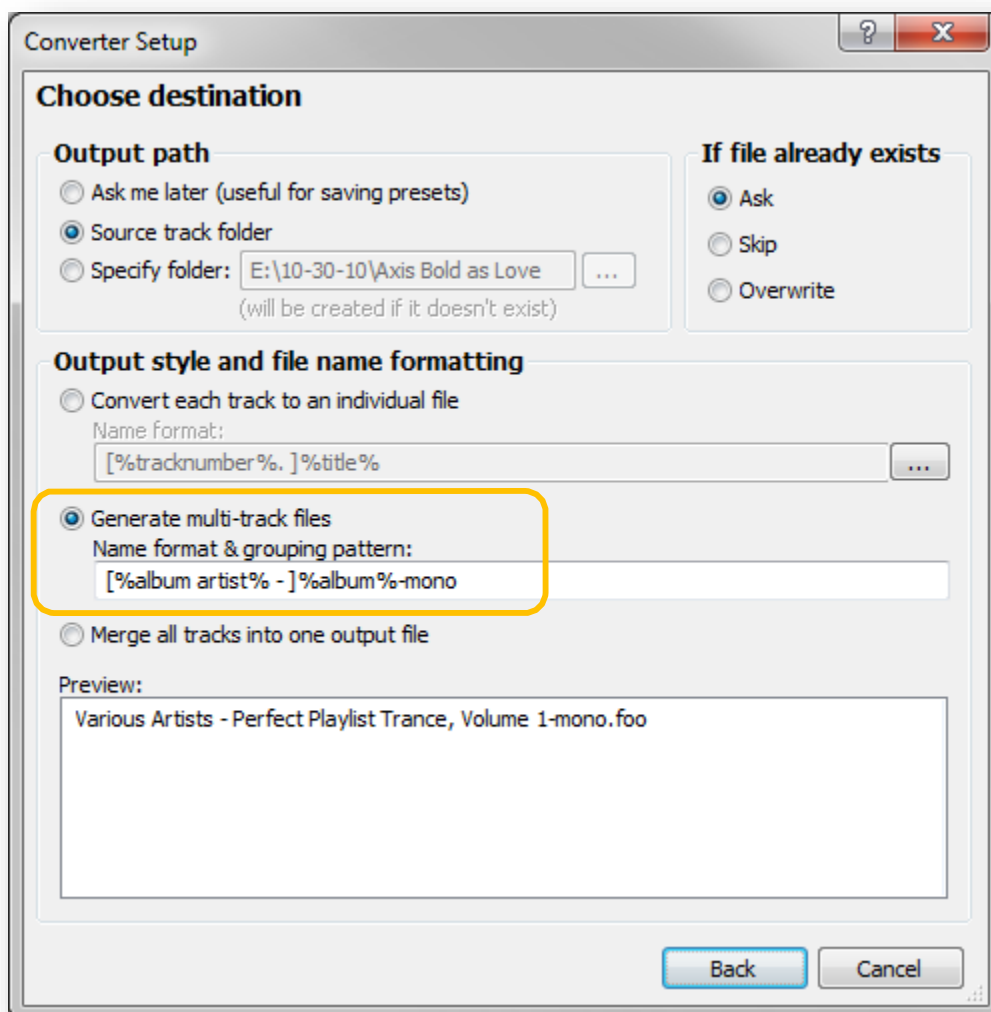 Converter Setup
Choose destination
Output path
Ask me later (useful for saving presets)
Source track folder
Specify folder: E:\10-30-10\Axis Bold as Love ...
(will be created if it doesn't exist)
If file already exists
Ask
Skip
Overwrite
Output style and file name formatting
Convert each track to an individual file
Name format:
[%tracknumber%. ]%title% ...
Generate multi-track files
Name format & grouping pattern:
[%album artist% - ]%album%-mono
Merge all tracks into one output file
Preview:
Various Artists - Perfect Playlist Trance, Volume 1-mono.foo
Back Cancel